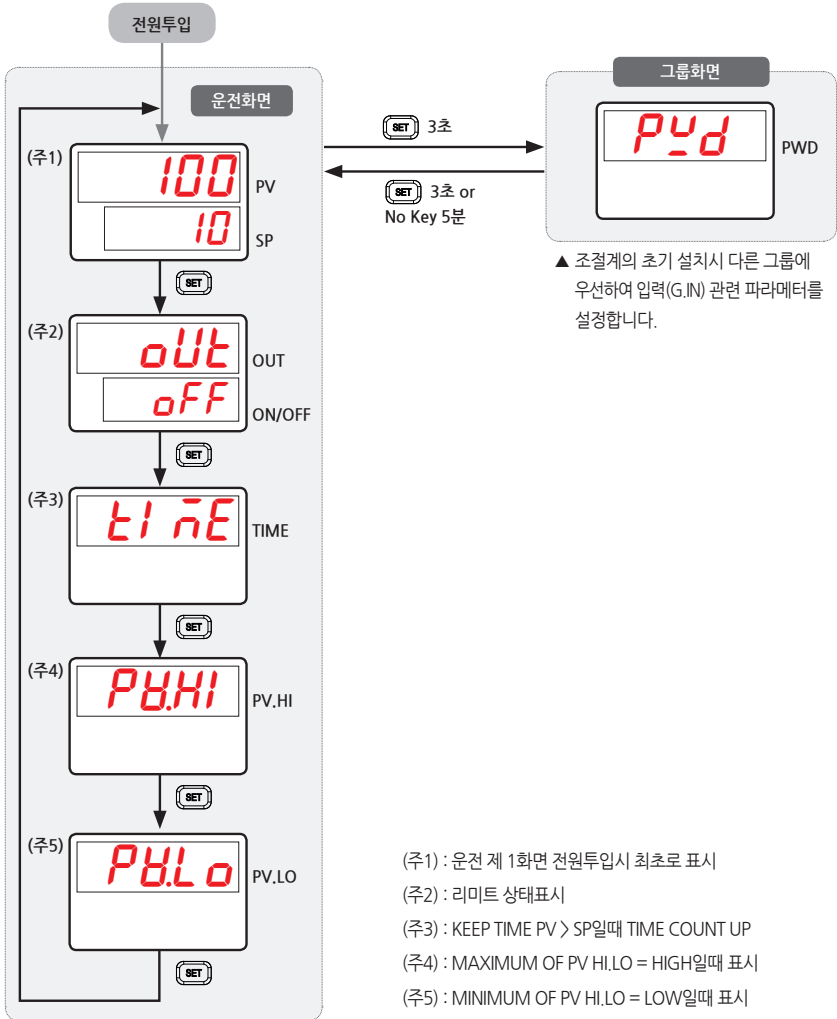 전원투입
운전화면
그룹화면
(주1)
100 PV
10 SP
SET 3초
SET 3초 or
No Key 5분
PWD PWD
▲ 조절계의 초기 설치시 다른 그룹에
우선하여 입력(G.IN) 관련 파라메터를
설정합니다.
SET
(주2)
oUt OUT
oFF ON/OFF
SET
(주3)
tIME TIME
SET
(주4)
PV.HI PV.HI
SET
(주5)
PV.Lo PV.LO
SET
(주1) : 운전 제 1화면 전원투입시 최초로 표시
(주2) : 리미트 상태표시
(주3) : KEEP TIME PV > SP일때 TIME COUNT UP
(주4) : MAXIMUM OF PV HI.LO = HIGH일때 표시
(주5) : MINIMUM OF PV HI.LO = LOW일때 표시